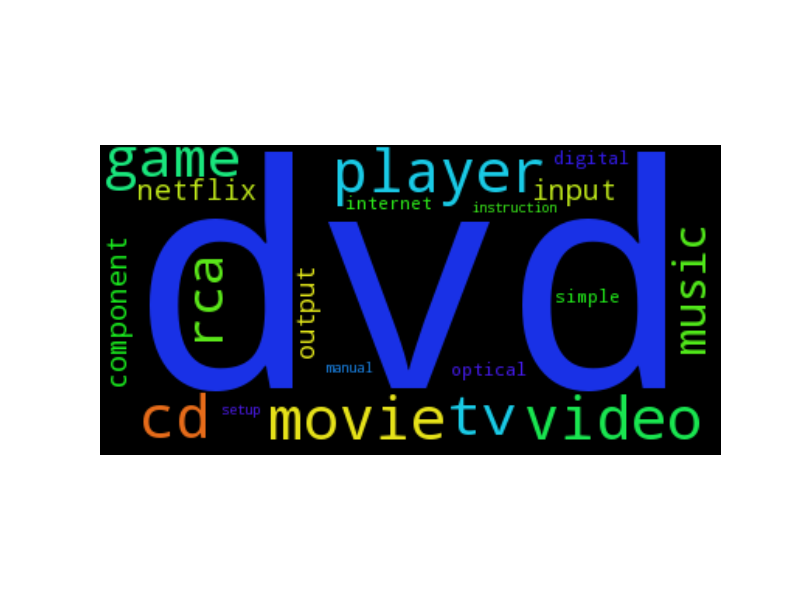 game
player
digital
netflix
input
internet
instruction
dvd
component
rca
output
simple
music
manual
optical
cd
setup
movie
tv
video